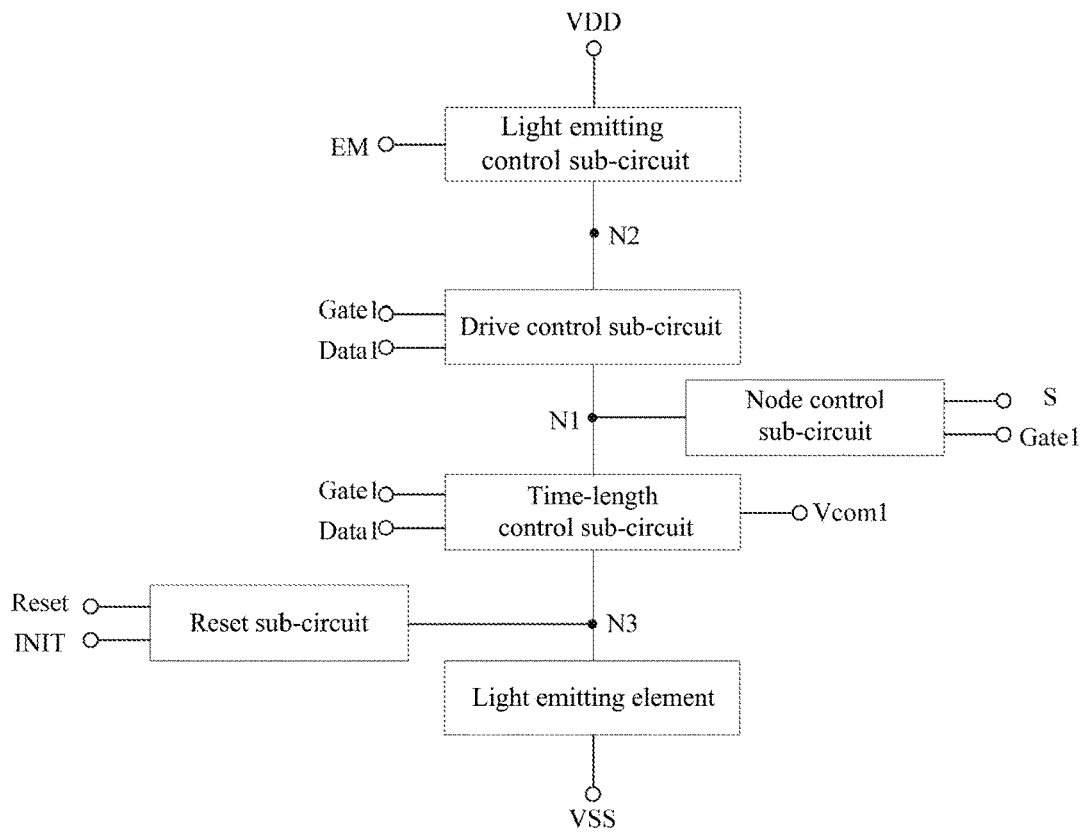 VDD
EM
Light emitting
control sub-circuit
N2
Gate1
Data1
Drive control sub-circuit
N1
Node control
sub-circuit
S
Gate1
Gate1
Data1
Time-length
control sub-circuit
Vcom1
Reset
INIT
Reset sub-circuit
N3
Light emitting element
VSS